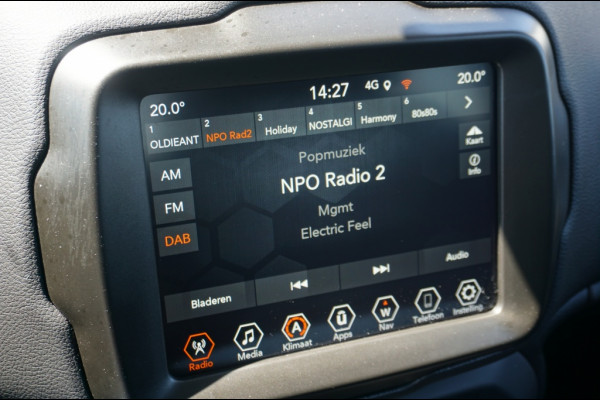 14:27 4G
20.0° 20.0°
1 2 3 4 5 6
OLDIEANT NPO Rad2 Holiday NOSTALGI Harmony 80s80s
Popmuziek
Kaart
AM
NPO Radio 2
Info
FM
Mgmt
DAB
Electric Feel
Audio
Bladeren
A W
Radio Media Klimaat Apps Nav Telefoon Instelling